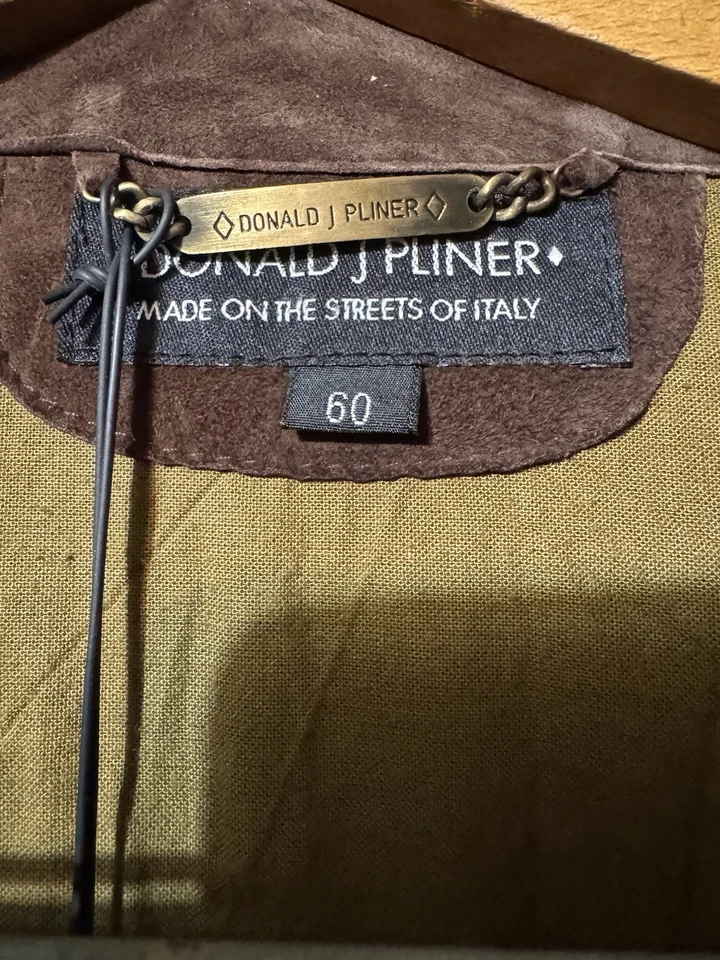 DONALD J PLINER
DONALD J PLINER
MADE ON THE STREETS OF ITALY
60